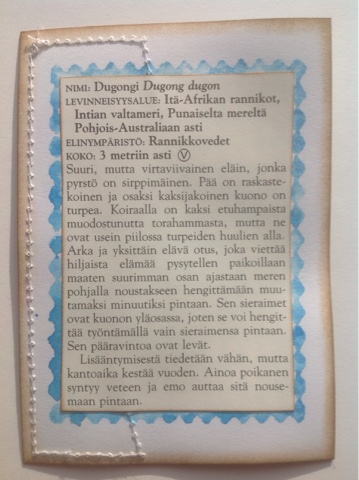 NIMI: Dugongi Dugong dugon
LEVINNEISYYSALUE: Itä-Afrikan rannikot,
Intian valtameri, Punaiselta mereltä
Pohjois-Australiaan asti
ELINYMPÄRISTÖ: Rannikkovedet
KOKO: 3 metriin asti Ⓥ
Suuri, mutta virtaviivainen eläin, jonka
pyrstö on sirppimäinen. Pää on raskaste-
koinen ja osaksi kaksijakoinen kuono on
turpea. Koiraalla on kaksi etuhampaista
muodostunutta torahammasta, mutta ne
ovat usein piilossa turpeiden huulien alla.
Arka ja yksittäin elävä otus, joka viettää
hiljaista elämää pysytellen paikoillaan
maaten suurimman osan ajastaan meren
pohjalla noustakseen hengittämään muu-
tamaksi minuutiksi pintaan. Sen sieraimet
ovat kuonon yläosassa, joten se voi hengit-
tää työntämällä vain sieraimensa pintaan.
Sen pääravintoa ovat levät.
Lisääntymisestä tiedetään vähän, mutta
kantoaika kestää vuoden. Ainoa poikanen
syntyy veteen ja emo auttaa sitä nouse-
maan pintaan.